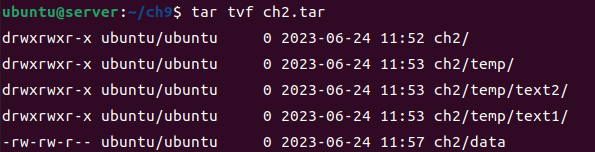 ubuntu@server:~/ch9$ tar tvf ch2.tar
drwxrwxr-x ubuntu/ubuntu     0 2023-06-24 11:52 ch2/
drwxrwxr-x ubuntu/ubuntu     0 2023-06-24 11:53 ch2/temp/
drwxrwxr-x ubuntu/ubuntu     0 2023-06-24 11:53 ch2/temp/text2/
drwxrwxr-x ubuntu/ubuntu     0 2023-06-24 11:53 ch2/temp/text1/
-rw-rw-r-- ubuntu/ubuntu     0 2023-06-24 11:57 ch2/data